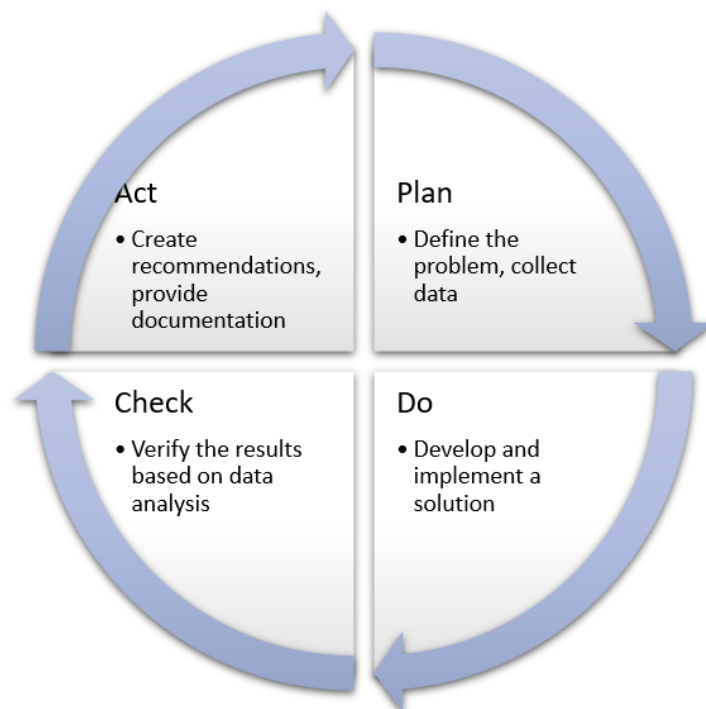 Act
• Create
recommendations,
provide
documentation
Plan
• Define the
problem, collect
data
Check
• Verify the results
based on data
analysis
Do
• Develop and
implement a
solution